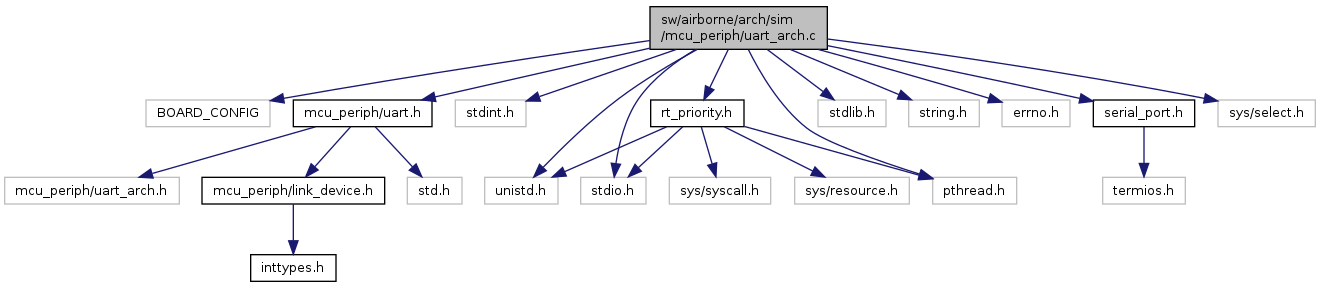 sw/airborne/arch/sim
/mcu_periph/uart_arch.c
BOARD_CONFIG
mcu_periph/uart.h
stdint.h
rt_priority.h
stdlib.h
string.h
errno.h
serial_port.h
sys/select.h
mcu_periph/uart_arch.h
mcu_periph/link_device.h
std.h
unistd.h
stdio.h
sys/syscall.h
sys/resource.h
pthread.h
termios.h
inttypes.h